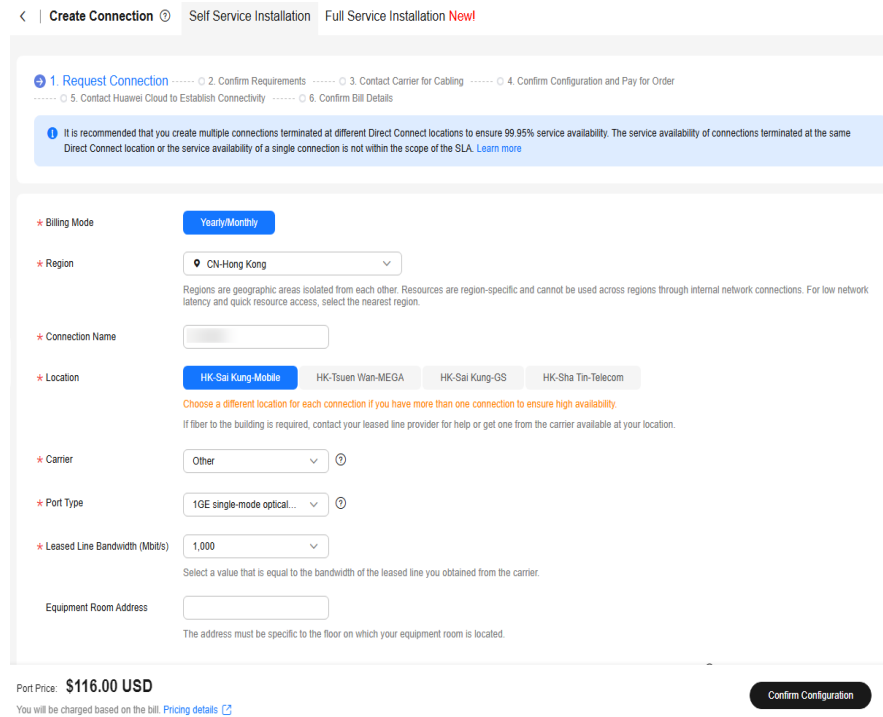 Create Connection Self Service Installation Full Service Installation New!
1. Request Connection 2. Confirm Requirements 3. Contact Carrier for Cabling 4. Confirm Configuration and Pay for Order
5. Contact Huawei Cloud to Establish Connectivity 6. Confirm Bill Details
It is recommended that you create multiple connections terminated at different Direct Connect locations to ensure 99.95% service availability. The service availability of connections terminated at the same
Direct Connect location or the service availability of a single connection is not within the scope of the SLA. Learn more
* Billing Mode Yearly/Monthly
* Region CN-Hong Kong
Regions are geographic areas isolated from each other. Resources are region-specific and cannot be used across regions through internal network connections. For low network
latency and quick resource access, select the nearest region.
* Connection Name
* Location HK-Sai Kung-Mobile HK-Tsuen Wan-MEGA HK-Sai Kung-GS HK-Sha Tin-Telecom
Choose a different location for each connection if you have more than one connection to ensure high availability.
If fiber to the building is required, contact your leased line provider for help or get one from the carrier available at your location.
* Carrier Other
* Port Type 1GE single-mode optical...
* Leased Line Bandwidth (Mbit/s) 1,000
Select a value that is equal to the bandwidth of the leased line you obtained from the carrier.
Equipment Room Address
The address must be specific to the floor on which your equipment room is located.
Port Price: $116.00 USD
You will be charged based on the bill. Pricing details
Confirm Configuration